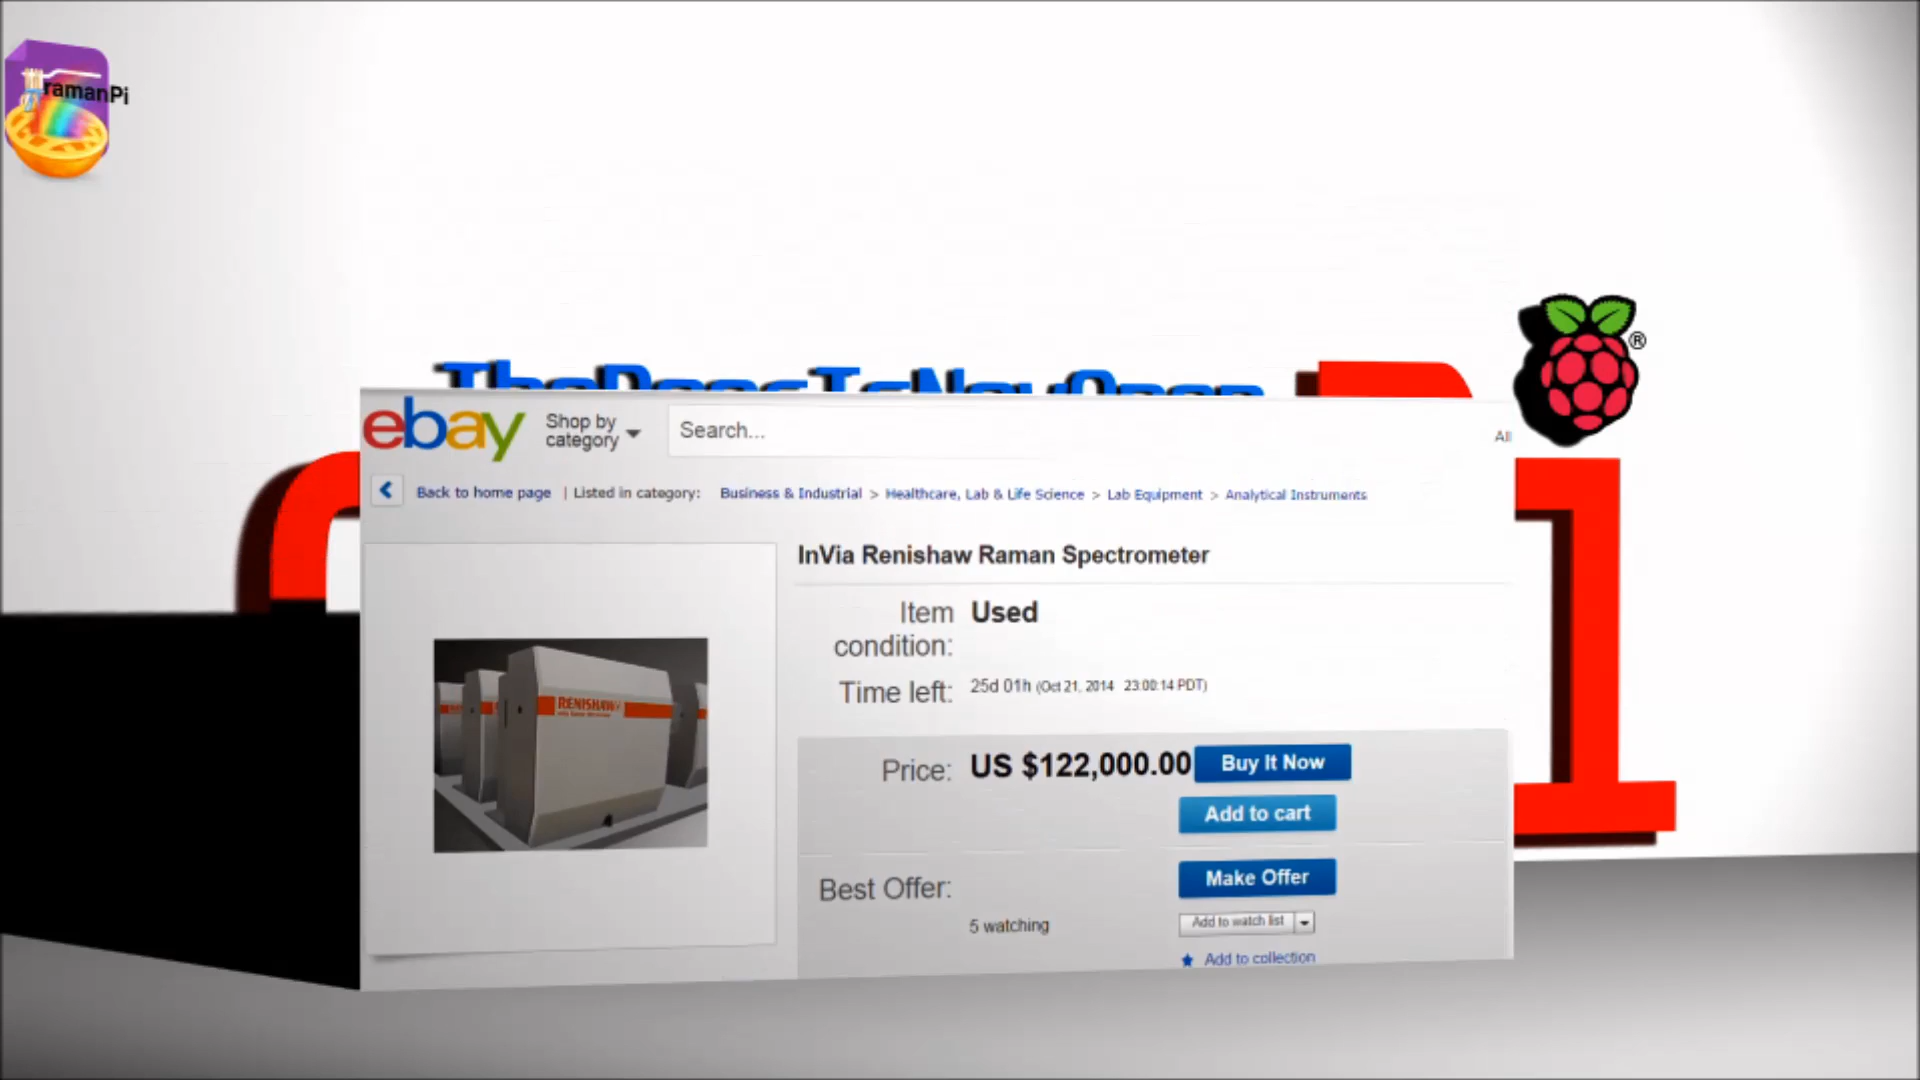 ramanPi
TheDoorIsNowOpen
®
ebay
Shop by
category
Search...
All
Back to home page | Listed in category: Business & Industrial > Healthcare, Lab & Life Science > Lab Equipment > Analytical Instruments
InVia Renishaw Raman Spectrometer
Item
condition:
Used
Time left:
25d 01h (Oct 21, 2014 23:00:14 PDT)
RENISHAW
Price:
US $122,000.00
Buy It Now
Add to cart
Best Offer:
Make Offer
5 watching
Add to watch list
Add to collection